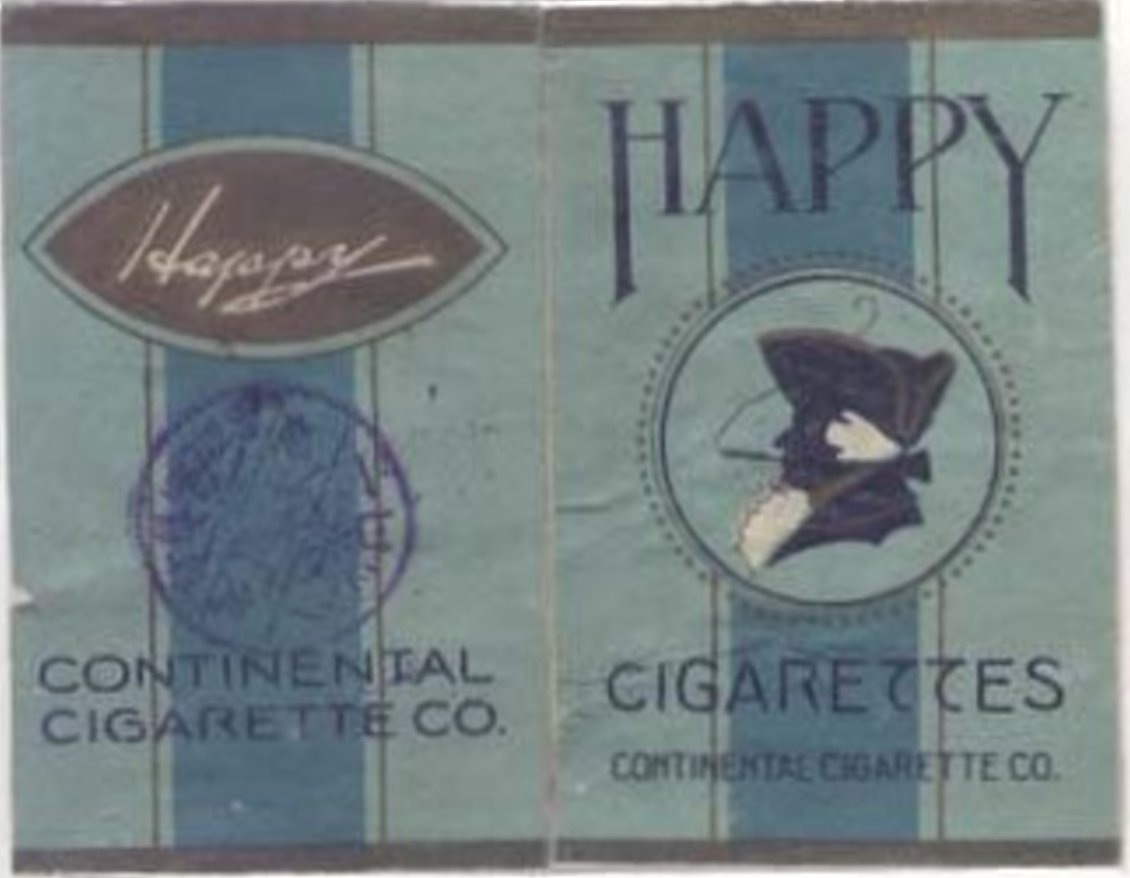 Happy
CONTINENTAL
CIGARETTE CO.
HAPPY
CIGARETTES
CONTINENTAL CIGARETTE CO.